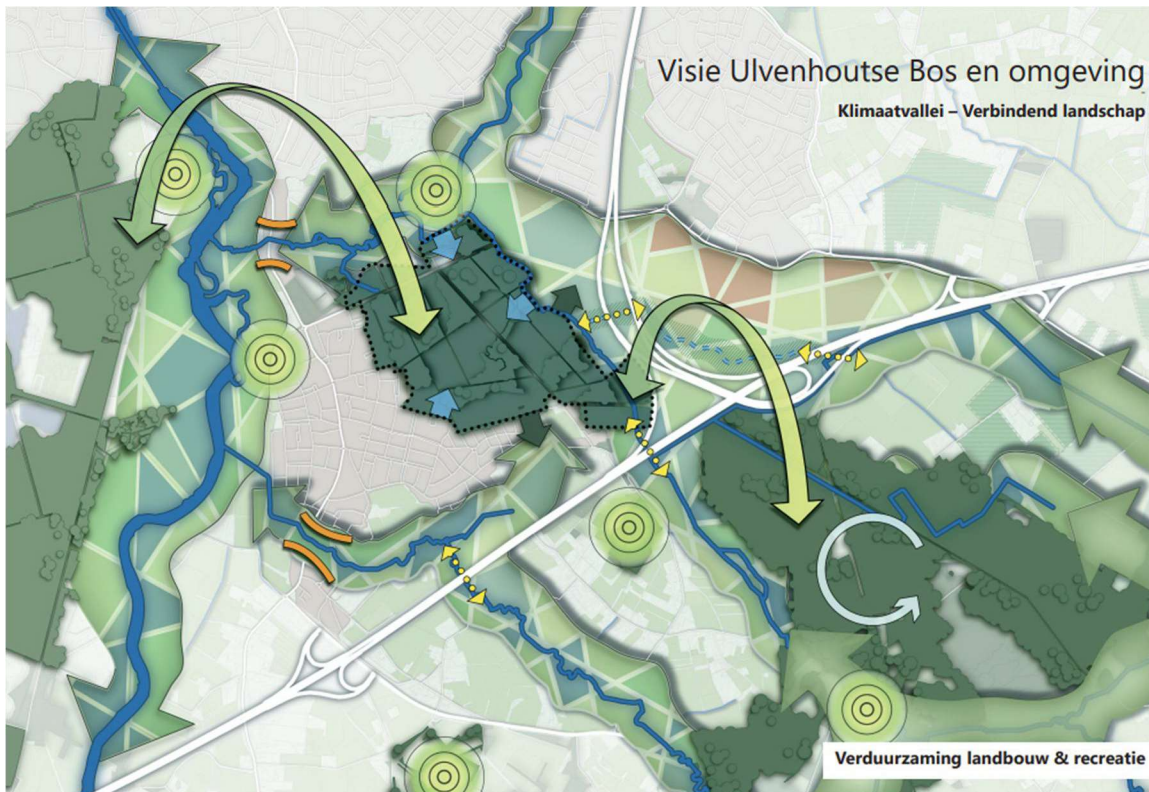 Visie Ulvenhoutse Bos en omgeving
Klimaatvallei – Verbindend landschap
Verduurzaming landbouw & recreatie